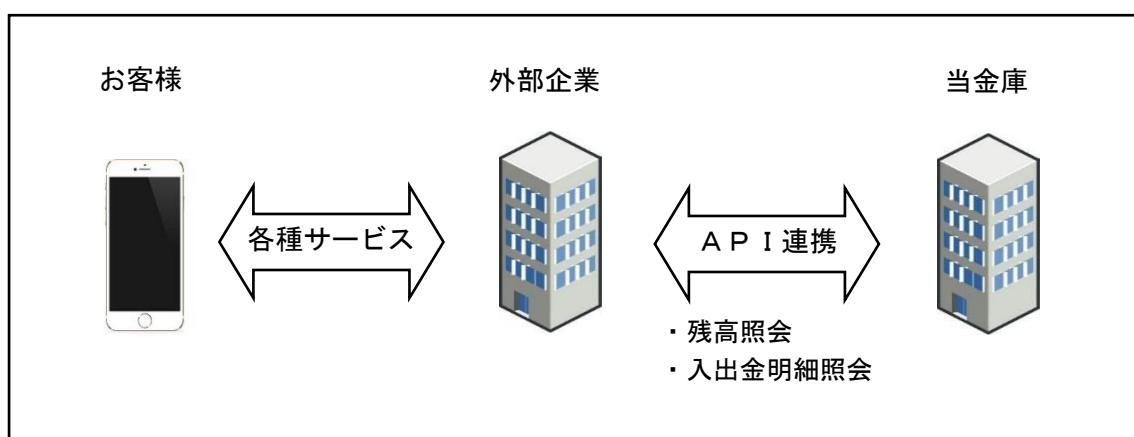 お客様
外部企業
当金庫
各種サービス
ＡＰＩ連携
・残高照会
・入出金明細照会